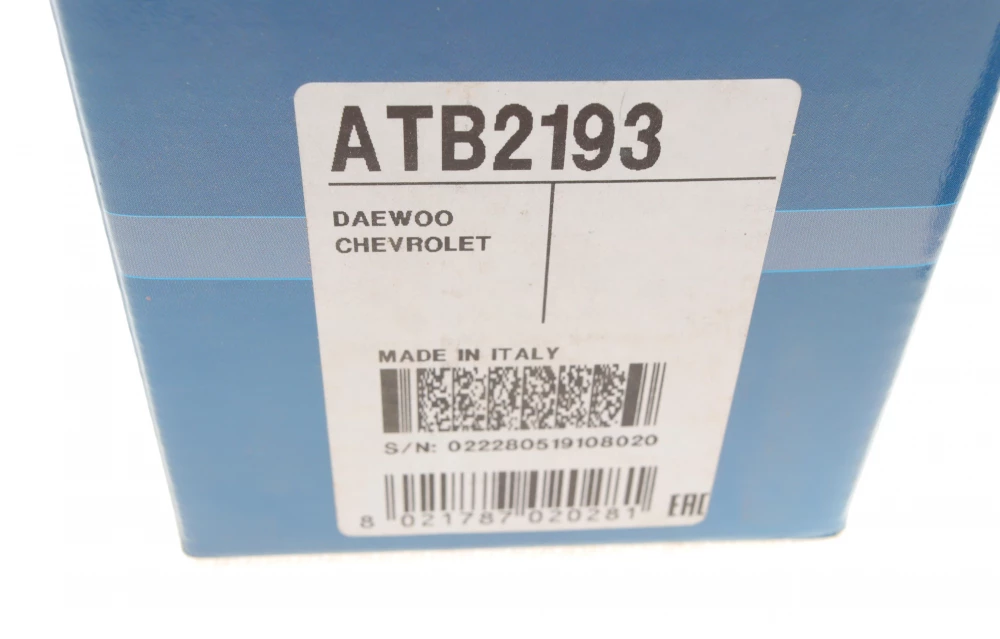 ATB2193
DAEWOO
CHEVROLET
MADE IN ITALY
S/N: 022280519108020
8 021787 020281
EAC